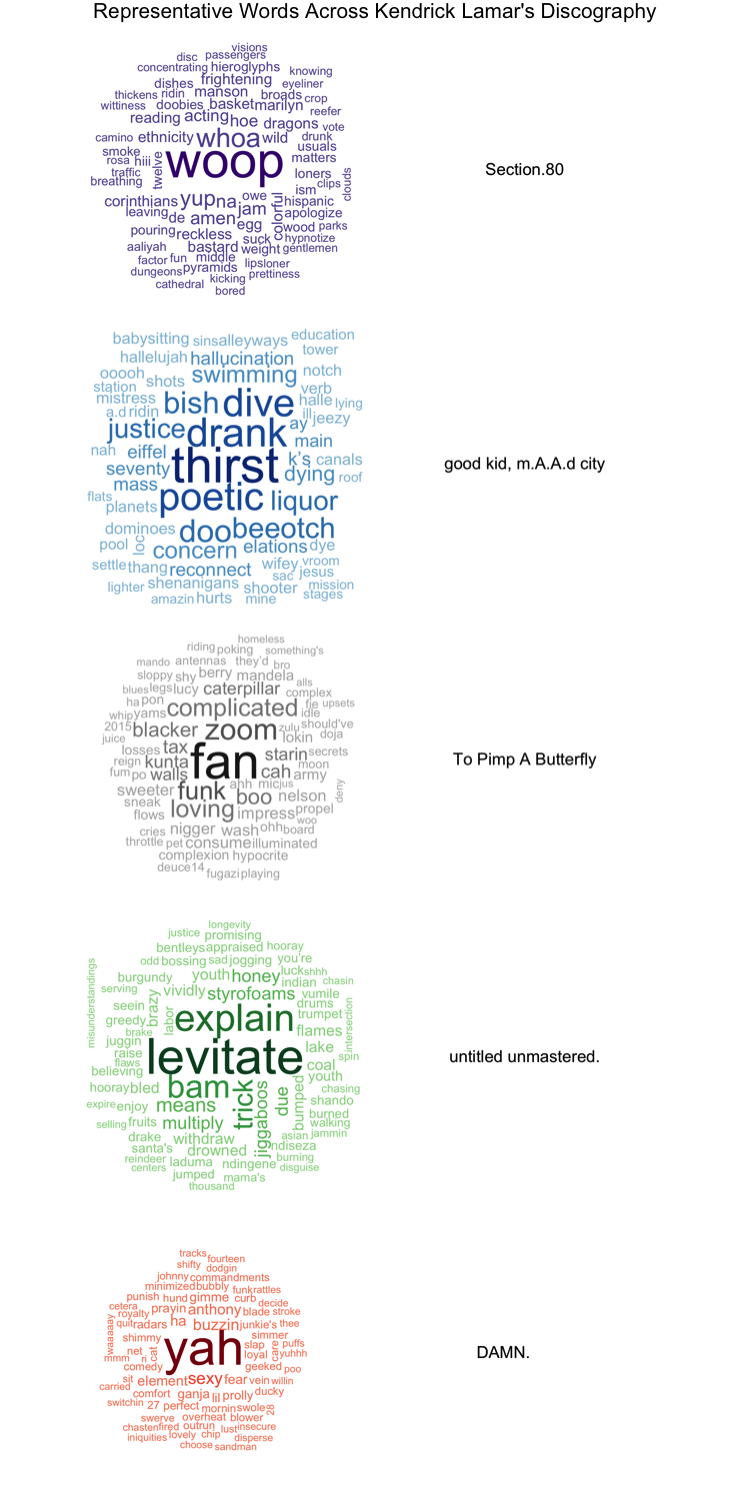 Representative Words Across Kendrick Lamar's Discography
visions
disc passengers
concentrating hieroglyphs knowing
dishes frightening eyeliner
thickens ridin manson broads crop
wittiness doobies basket marilyn reefer
reading acting hoe dragons vote
camino ethnicity whoa wild drunk
usuals
smoke woop matters
rosa hiii twelve loners
traffic clips clouds
breathing ism
corinthians yup na owe hispanic
leaving de amen jam colorful apologize
pouring egg wood parks
reckless suck hypnotize
aaliyah bastard weight gentlemen
factor fun middle lipsloner
dungeons pyramids prettiness
cathedral kicking
bored
Section.80
babysitting sins alleyways education
hallelujah hallucination tower
ooooh shots swimming notch
station verb
mistress bish dive halle lying
a.d ridin ill jeezy
justice drank ay main
nah eiffel thirst k's canals
seventy dying roof
mass
flats poetic liquor
planets
dominoes doo beeotch
pool loc concern elations dye
settle thang reconnect wifey vroom
sac jesus
lighter shenanigans shooter mission
amazin hurts mine stages
good kid, m.A.A.d city
homeless
riding poking something's
mando antennas they'd bro
sloppy shy berry mandela
blues legs lucy caterpillar alls complex
ha pon complicated fie upsets
whip yams idle
2015 blacker zoom zulu should've
juice lokin doja
losses tax fan starin secrets
reign kunta moon
fum po walls cah army
sweeter funk ahh mic jus deny
sneak boo nelson
flows loving impress propel
woo
cries nigger wash ohh board
throttle pet consume illuminated
complexion hypocrite
deuce 14 fugazi playing
To Pimp A Butterfly
longevity
justice promising
bentleys appraised hooray
odd bossing sad jogging you're
misunderstandings burgundy youth honey luck shhh
serving vividly styrofoams indian chasin
seein brazy vumile
greedy labor explain drums trumpet intersection
brake flames
juggin levitate lake
raise spin
flaws coal
believing
hooray bled bam youth chasing
expire enjoy means trick jiggaboos due bumped shando
selling fruits multiply burned walking
drake withdraw asian jammin
santa's drowned ndiseza
reindeer laduma ndingene burning
centers disguise
jumped mama's
thousand
untitled unmastered.
tracks fourteen
shifty dodgin
johnny commandments
minimized bubbly funk rattles
punish hund gimme curb decide
cetera prayin anthony blade stroke
royalty
quit radars ha buzzin junkie's thee
waaaaay shimmy yah simmer
net cat slap care puffs
mmm n loyal yuhhh
comedy geeked poo
sit element sexy fear vein willin
carried comfort ganja lil prolly ducky
switchin 27 perfect mornin swole 28
swerve overheat blower
chasten fired outrun lust insecure
iniquities lovely chip disperse
choose sandman
DAMN.